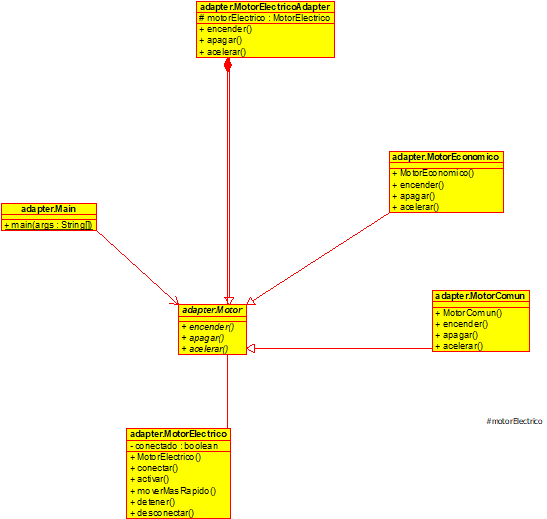 adapter.MotorElectricoAdapter
# motorElectrico : MotorElectrico
+ encender()
+ apagar()
+ acelerar()
adapter.MotorEconomico
+ MotorEconomico()
+ encender()
+ apagar()
+ acelerar()
adapter.Main
+ main(args : String[])
adapter.MotorComun
+ MotorComun()
+ encender()
+ apagar()
+ acelerar()
adapter.Motor
+ encender()
+ apagar()
+ acelerar()
#motorElectrico
adapter.MotorElectrico
- conectado : boolean
+ MotorElectrico()
+ conectar()
+ activar()
+ moverMasRapido()
+ detener()
+ desconectar()